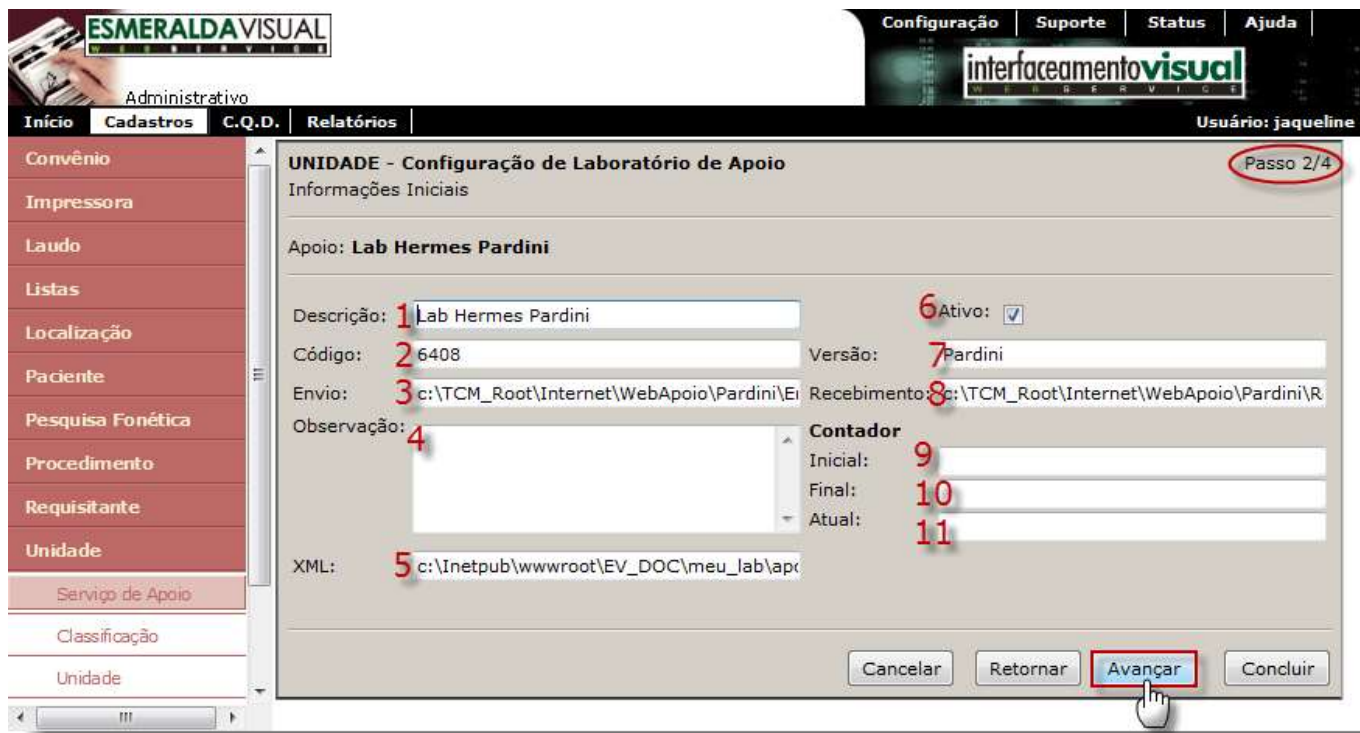 ESMERALDAVISUAL
WEBSERVICE
Administrativo
Configuração Suporte Status Ajuda
interfaceamentovisual
WEBSERVICE
Início Cadastros C.Q.D. Relatórios
Usuário: jaqueline
Convênio
Impressora
Laudo
Listas
Localização
Paciente
Pesquisa Fonética
Procedimento
Requisitante
Unidade
Serviço de Apoio
Classificação
Unidade
UNIDADE - Configuração de Laboratório de Apoio
Passo 2/4
Informações Iniciais
Apoio: Lab Hermes Pardini
Descrição: 1 Lab Hermes Pardini
6 Ativo:
Código: 2 6408
Versão: 7 Pardini
Envio: 3 c:\TCM_Root\Internet\WebApoio\Pardini\E
Recebimento: 8 c:\TCM_Root\Internet\WebApoio\Pardini\R
Observação: 4
Contador
Inicial: 9
Final: 10
Atual: 11
XML: 5 c:\Inetpub\wwwroot\EV_DOC\meu_lab\apo
Cancelar Retornar Avançar Concluir